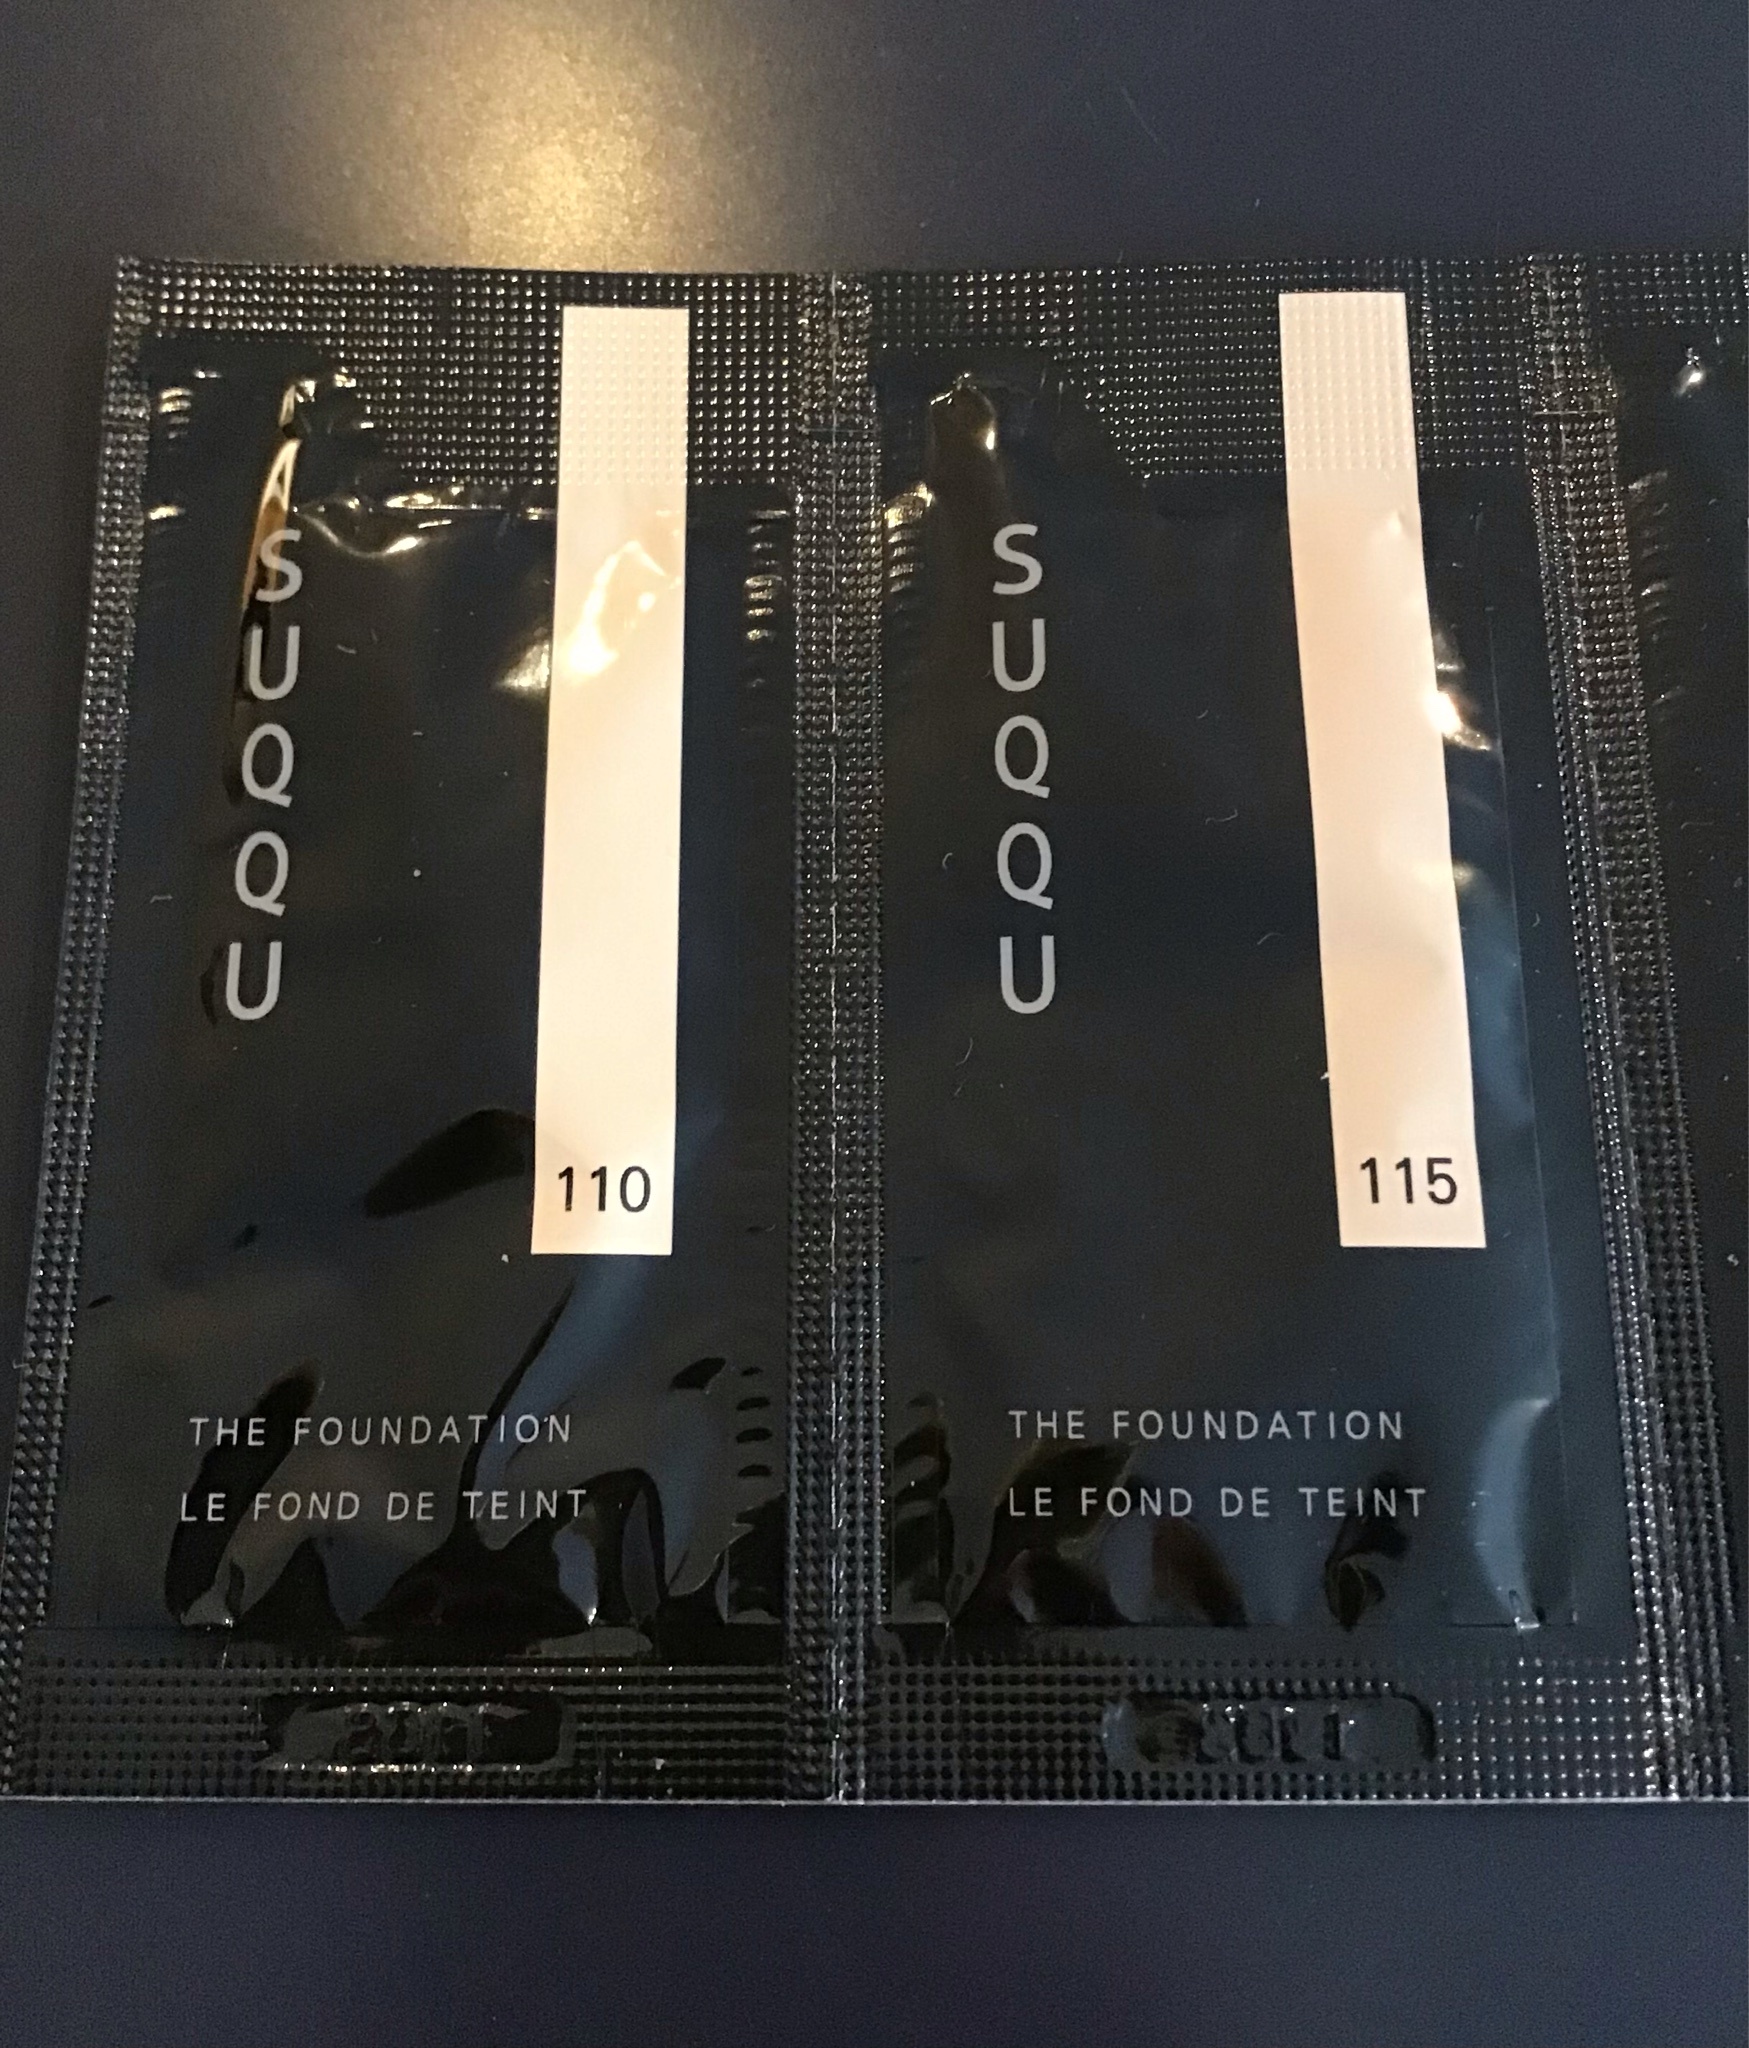 SUQQU
110
THE FOUNDATION
LE FOND DE TEINT
SUQQU
115
THE FOUNDATION
LE FOND DE TEINT